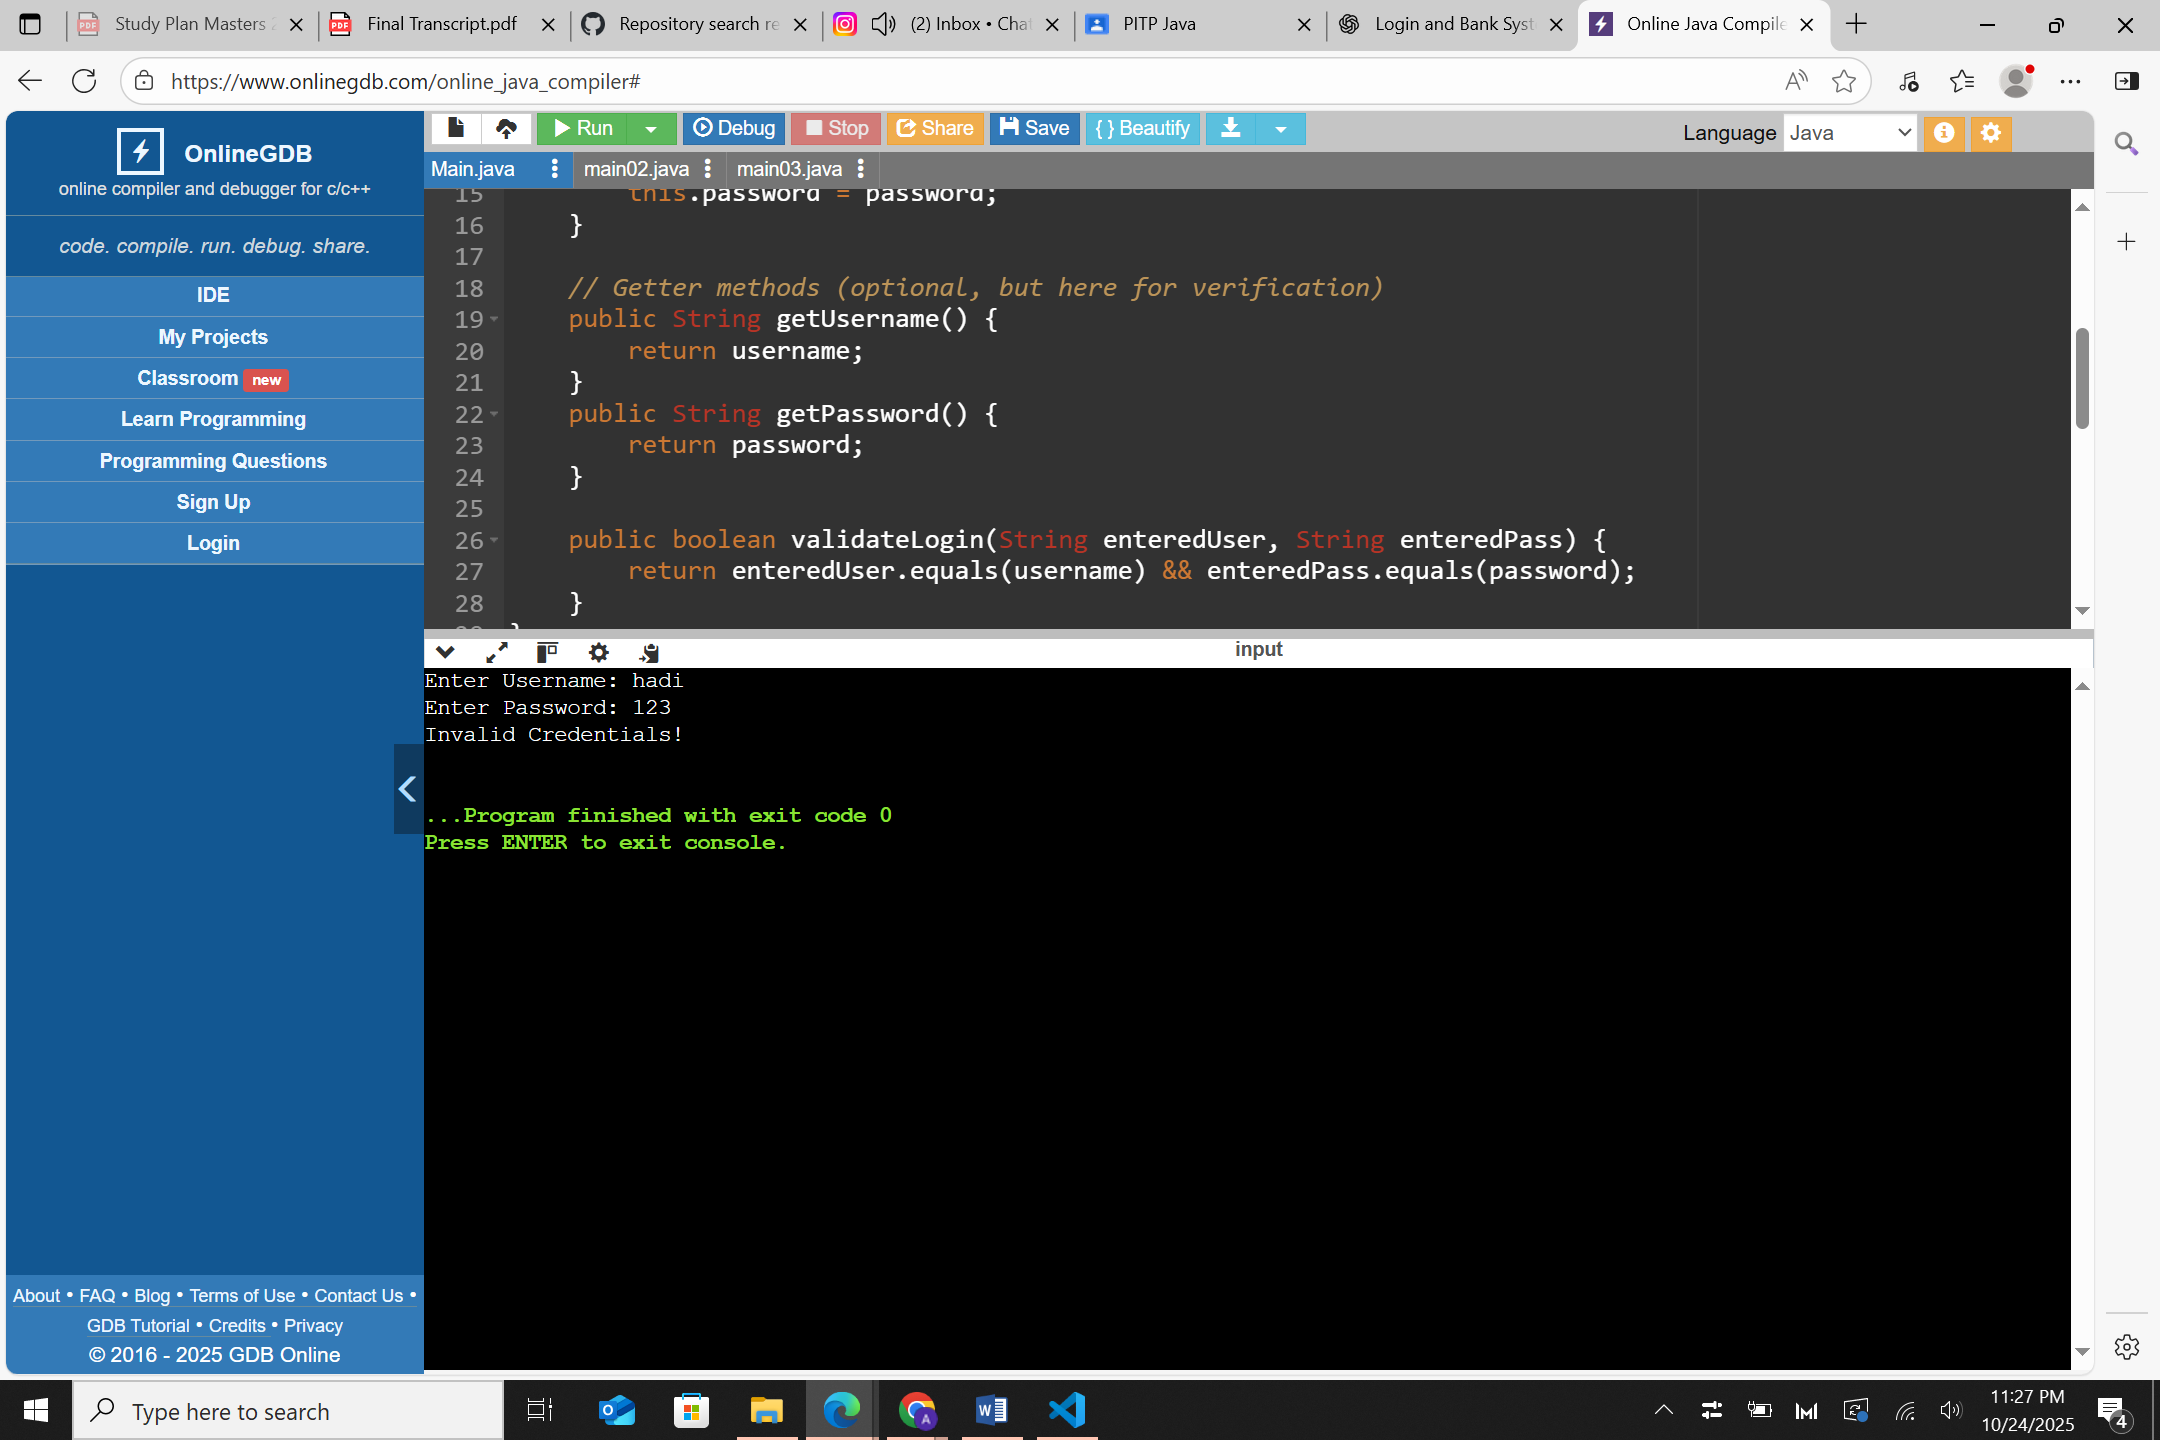 Study Plan Masters 2
Final Transcript.pdf
Repository search re
(2) Inbox • Chat
PITP Java
Login and Bank Syst
Online Java Compile
https://www.onlinegdb.com/online_java_compiler#
OnlineGDB
online compiler and debugger for c/c++
code. compile. run. debug. share.
IDE
My Projects
Classroom new
Learn Programming
Programming Questions
Sign Up
Login
About • FAQ • Blog • Terms of Use • Contact Us •
GDB Tutorial • Credits • Privacy
© 2016 - 2025 GDB Online
Run Debug Stop Share Save { } Beautify
Language Java
Main.java main02.java main03.java
15 this.password = password;
16 }
17
18 // Getter methods (optional, but here for verification)
19 public String getUsername() {
20 return username;
21 }
22 public String getPassword() {
23 return password;
24 }
25
26 public boolean validateLogin(String enteredUser, String enteredPass) {
27 return enteredUser.equals(username) && enteredPass.equals(password);
28 }
input
Enter Username: hadi
Enter Password: 123
Invalid Credentials!
...Program finished with exit code 0
Press ENTER to exit console.
Type here to search
11:27 PM
10/24/2025
4